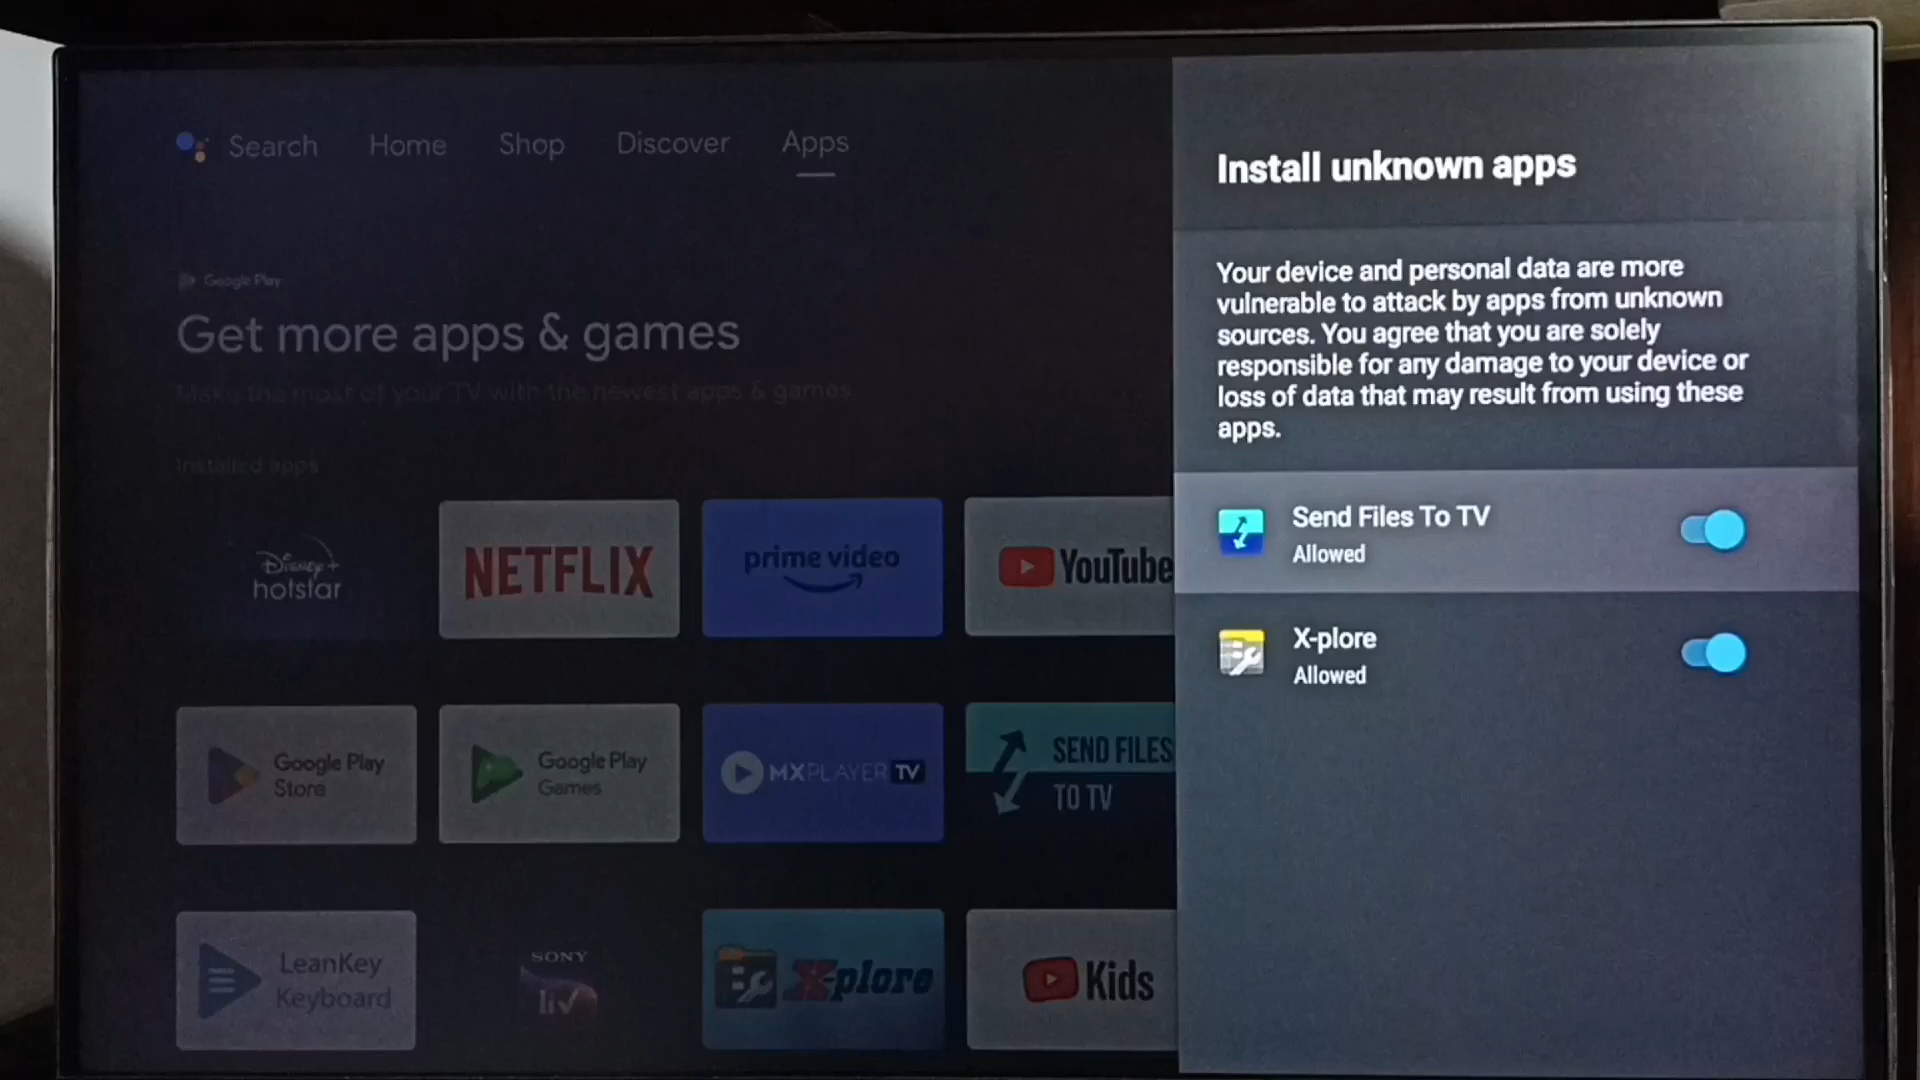 Search Home Shop Discover Apps
Google Play
Get more apps & games
Make the most of your TV with the newest apps & games
Installed apps
Disney+
hotstar
NETFLIX
prime video
YouTube
Google Play
Store
Google Play
Games
MXPLAYER TV
SEND FILES
TO TV
LeanKey
Keyboard
SONY
liv
X-plore
Kids
Install unknown apps
Your device and personal data are more
vulnerable to attack by apps from unknown
sources. You agree that you are solely
responsible for any damage to your device or
loss of data that may result from using these
apps.
Send Files To TV
Allowed
X-plore
Allowed